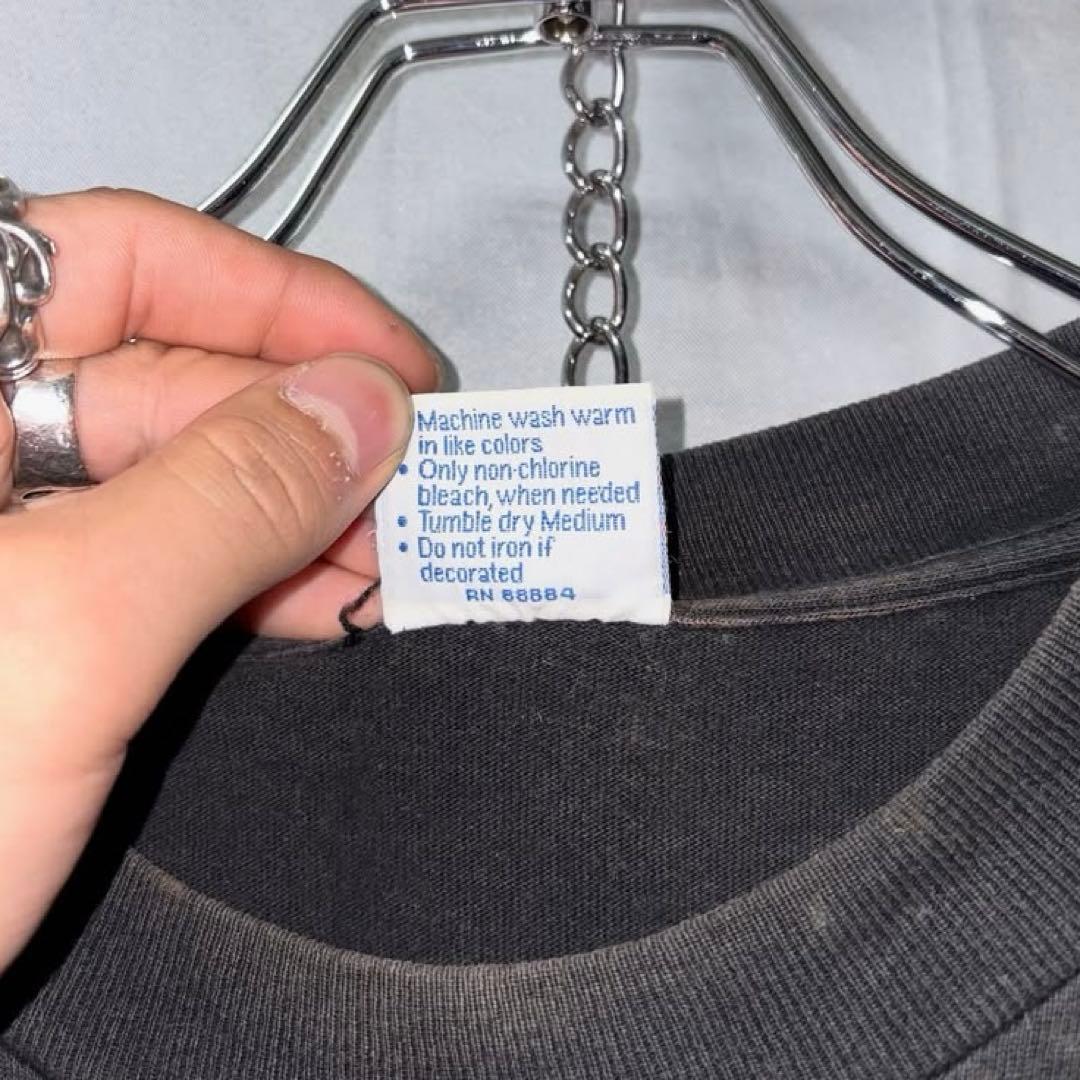 Machine wash warm
in like colors
• Only non-chlorine
bleach, when needed
• Tumble dry Medium
• Do not iron if
decorated
RN 88884